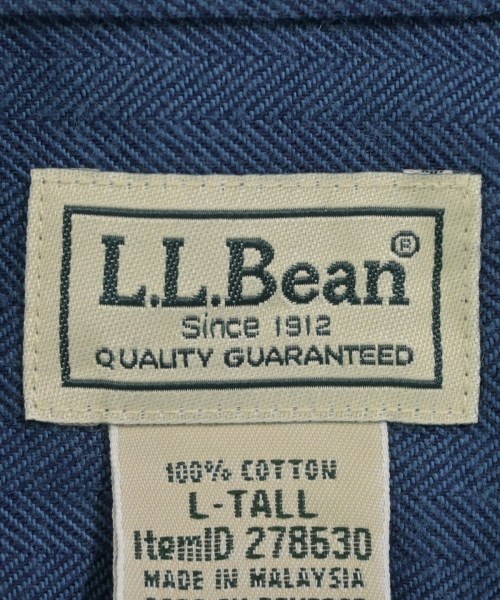 L.L.Bean®
Since 1912
QUALITY GUARANTEED
100% COTTON
L-TALL
ItemID 278630
MADE IN MALAYSIA